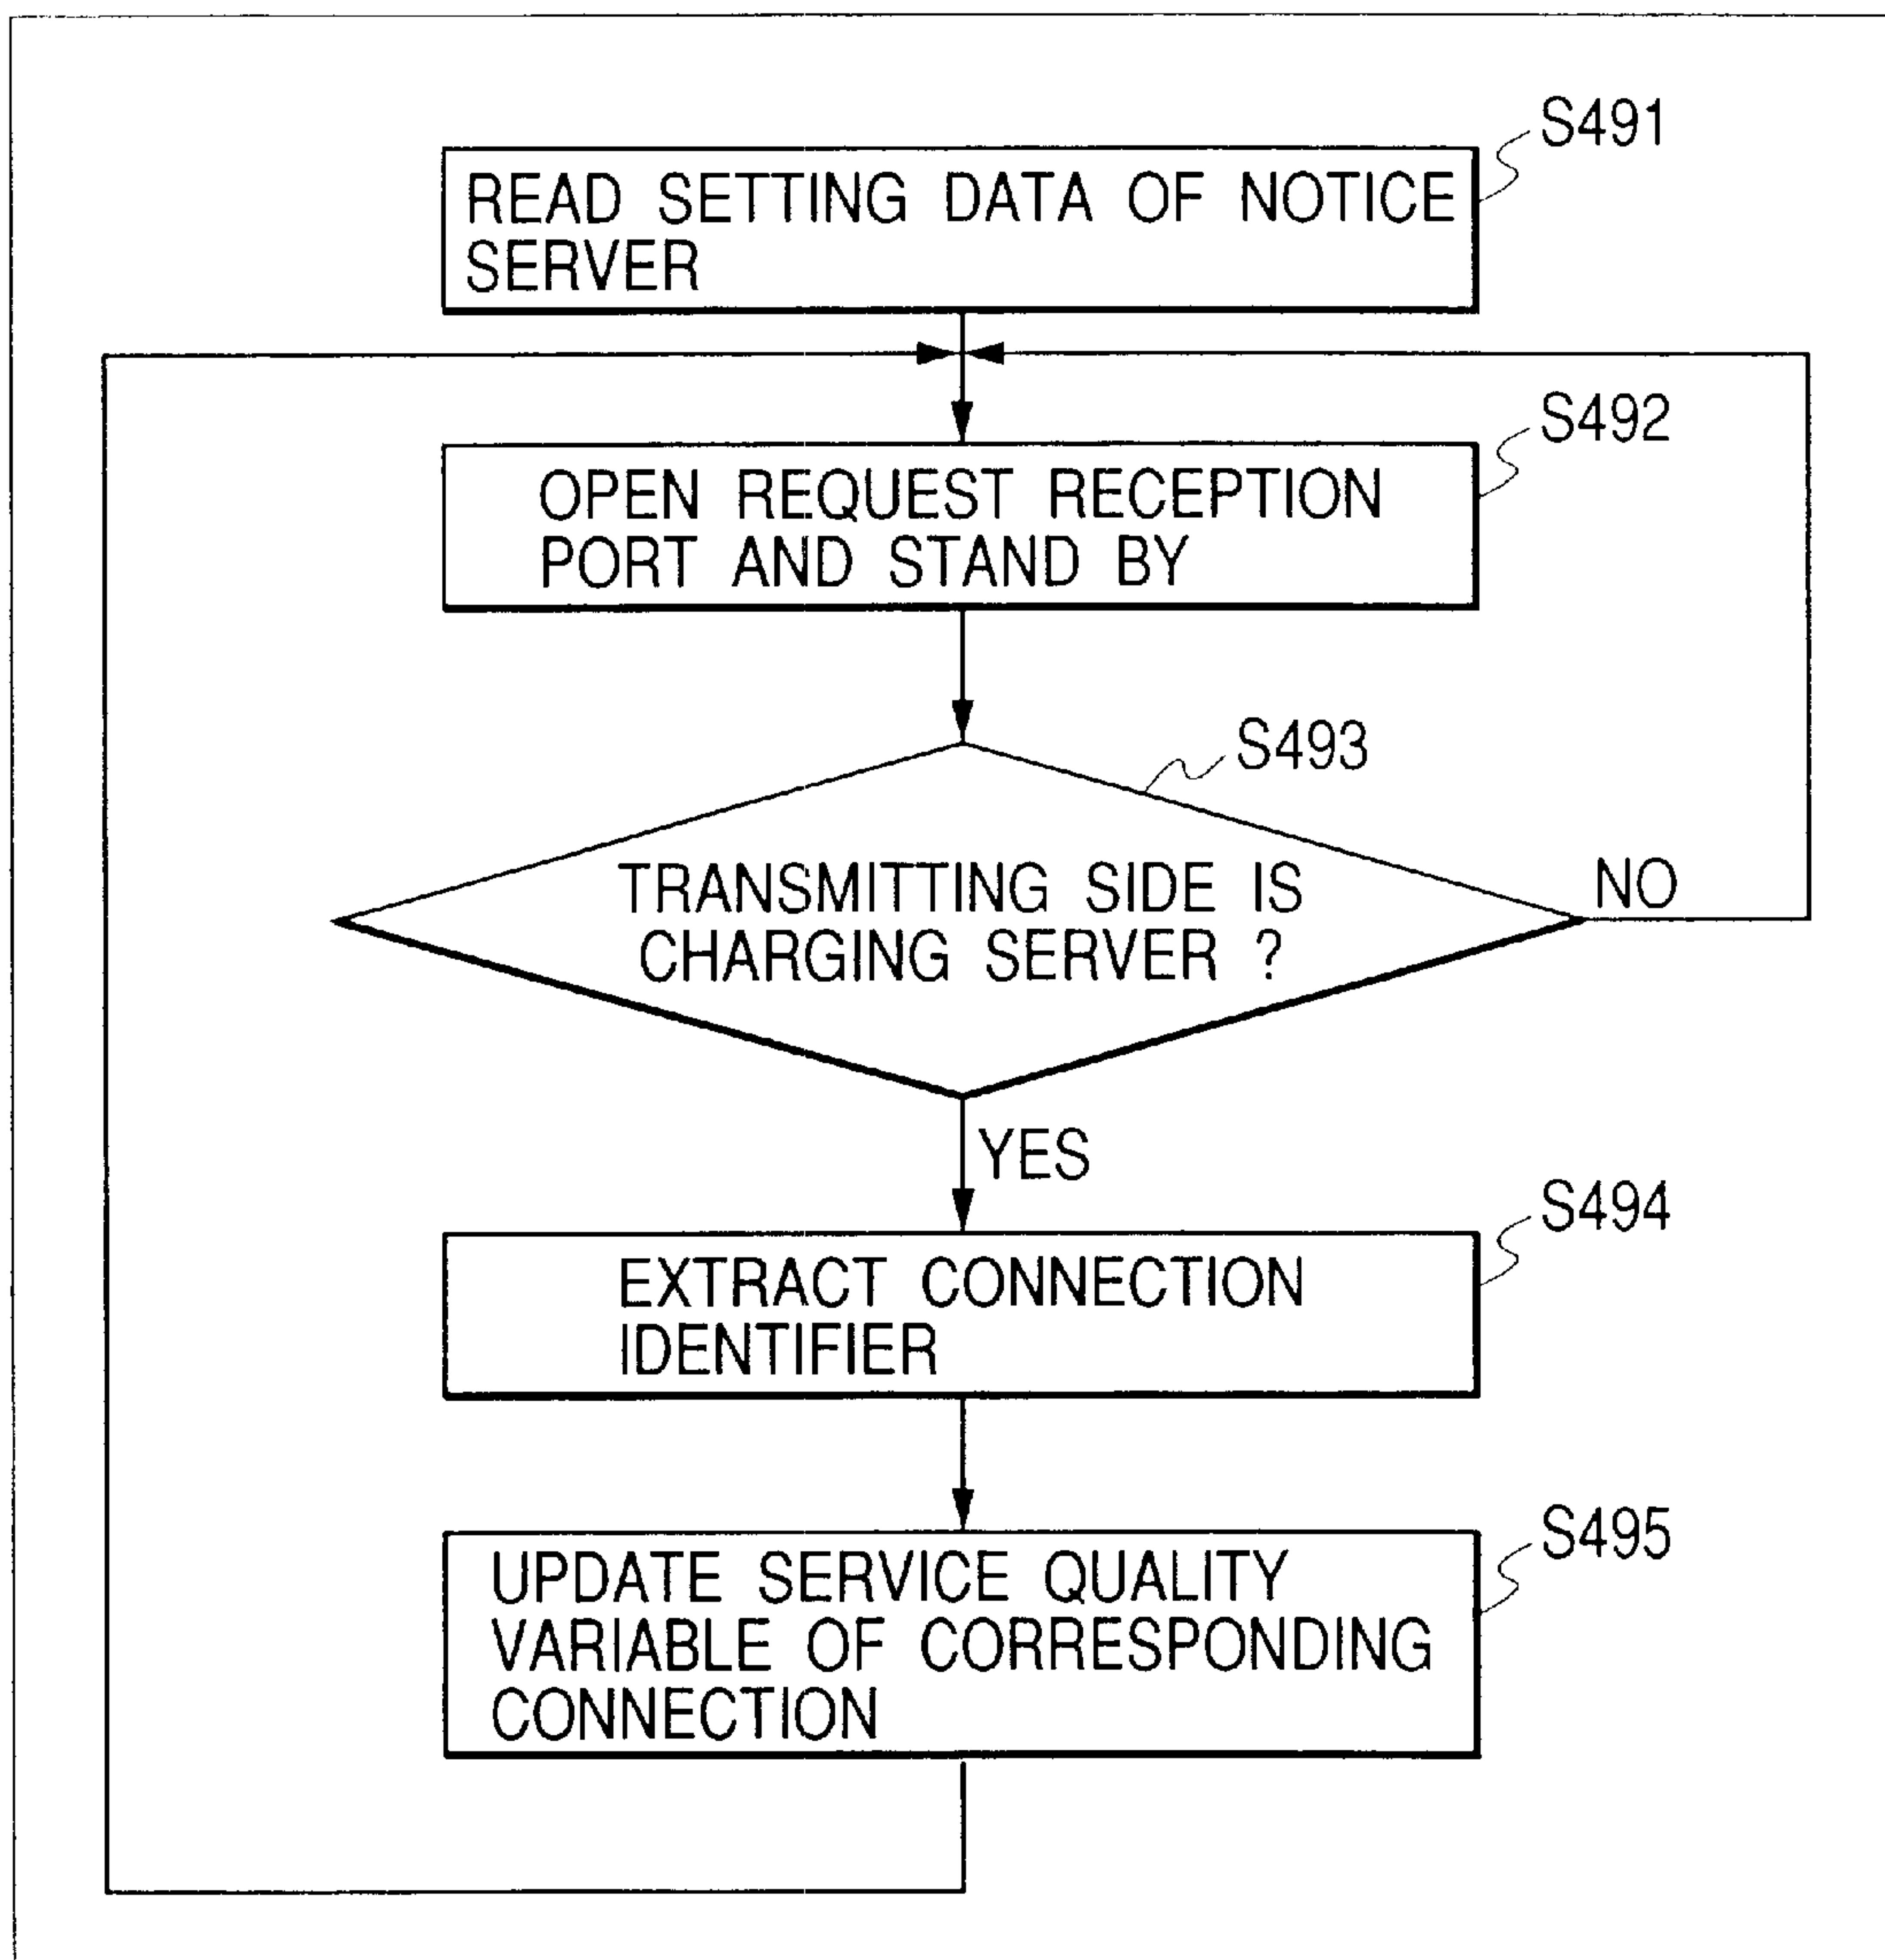 S491
READ SETTING DATA OF NOTICE
SERVER
S492
OPEN REQUEST RECEPTION
PORT AND STAND BY
S493
TRANSMITTING SIDE IS
CHARGING SERVER ?
NO
YES
S494
EXTRACT CONNECTION
IDENTIFIER
S495
UPDATE SERVICE QUALITY
VARIABLE OF CORRESPONDING
CONNECTION